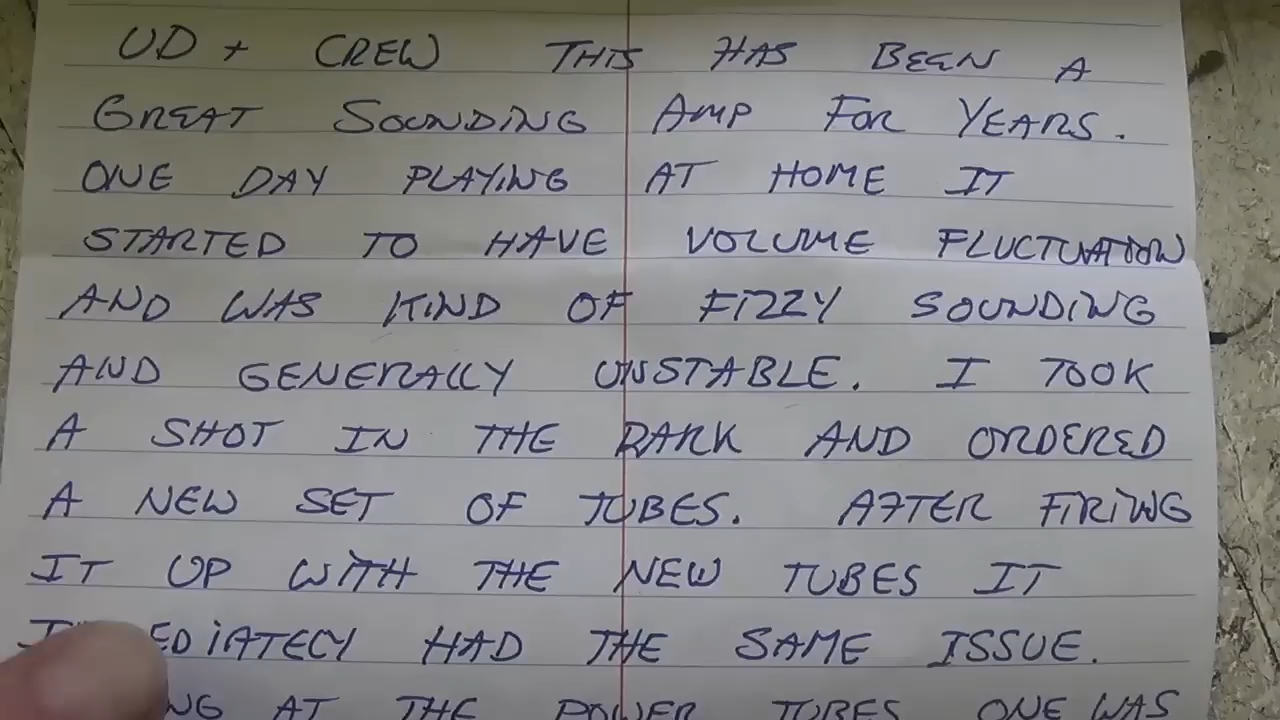 UD + CREW THIS HAS BEEN A
GREAT SOUNDING AMP FOR YEARS.
ONE DAY PLAYING AT HOME IT
STARTED TO HAVE VOLUME FLUCTUATION
AND WAS KIND OF FIZZY SOUNDING
AND GENERALLY UNSTABLE. I TOOK
A SHOT IN THE DARK AND ORDERED
A NEW SET OF TUBES. AFTER FIRING
IT UP WITH THE NEW TUBES IT
HAD THE SAME ISSUE.
AT THE POWER TUBES ONE WAS